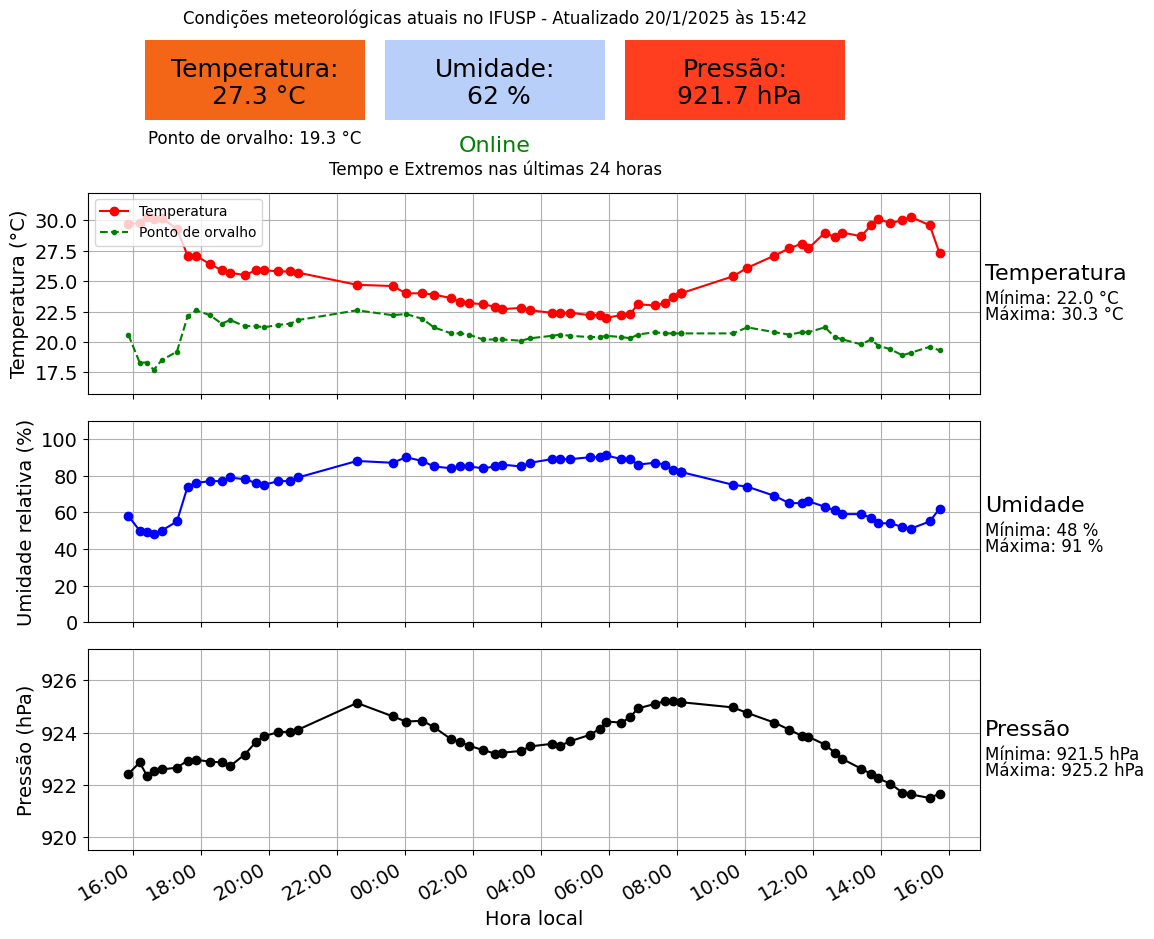 Condições meteorológicas atuais no IFUSP - Atualizado 20/1/2025 às 15:42
Temperatura:
27.3 °C
Umidade:
62 %
Pressão:
921.7 hPa
Ponto de orvalho: 19.3 °C
Online
Tempo e Extremos nas últimas 24 horas
Temperatura (°C)
30.0
27.5
25.0
22.5
20.0
17.5
Temperatura
Ponto de orvalho
Temperatura
Mínima: 22.0 °C
Máxima: 30.3 °C
Umidade relativa (%)
100
80
60
40
20
0
Umidade
Mínima: 48 %
Máxima: 91 %
Pressão (hPa)
926
924
922
920
Pressão
Mínima: 921.5 hPa
Máxima: 925.2 hPa
16:00 18:00 20:00 22:00 00:00 02:00 04:00 06:00 08:00 10:00 12:00 14:00 16:00
Hora local